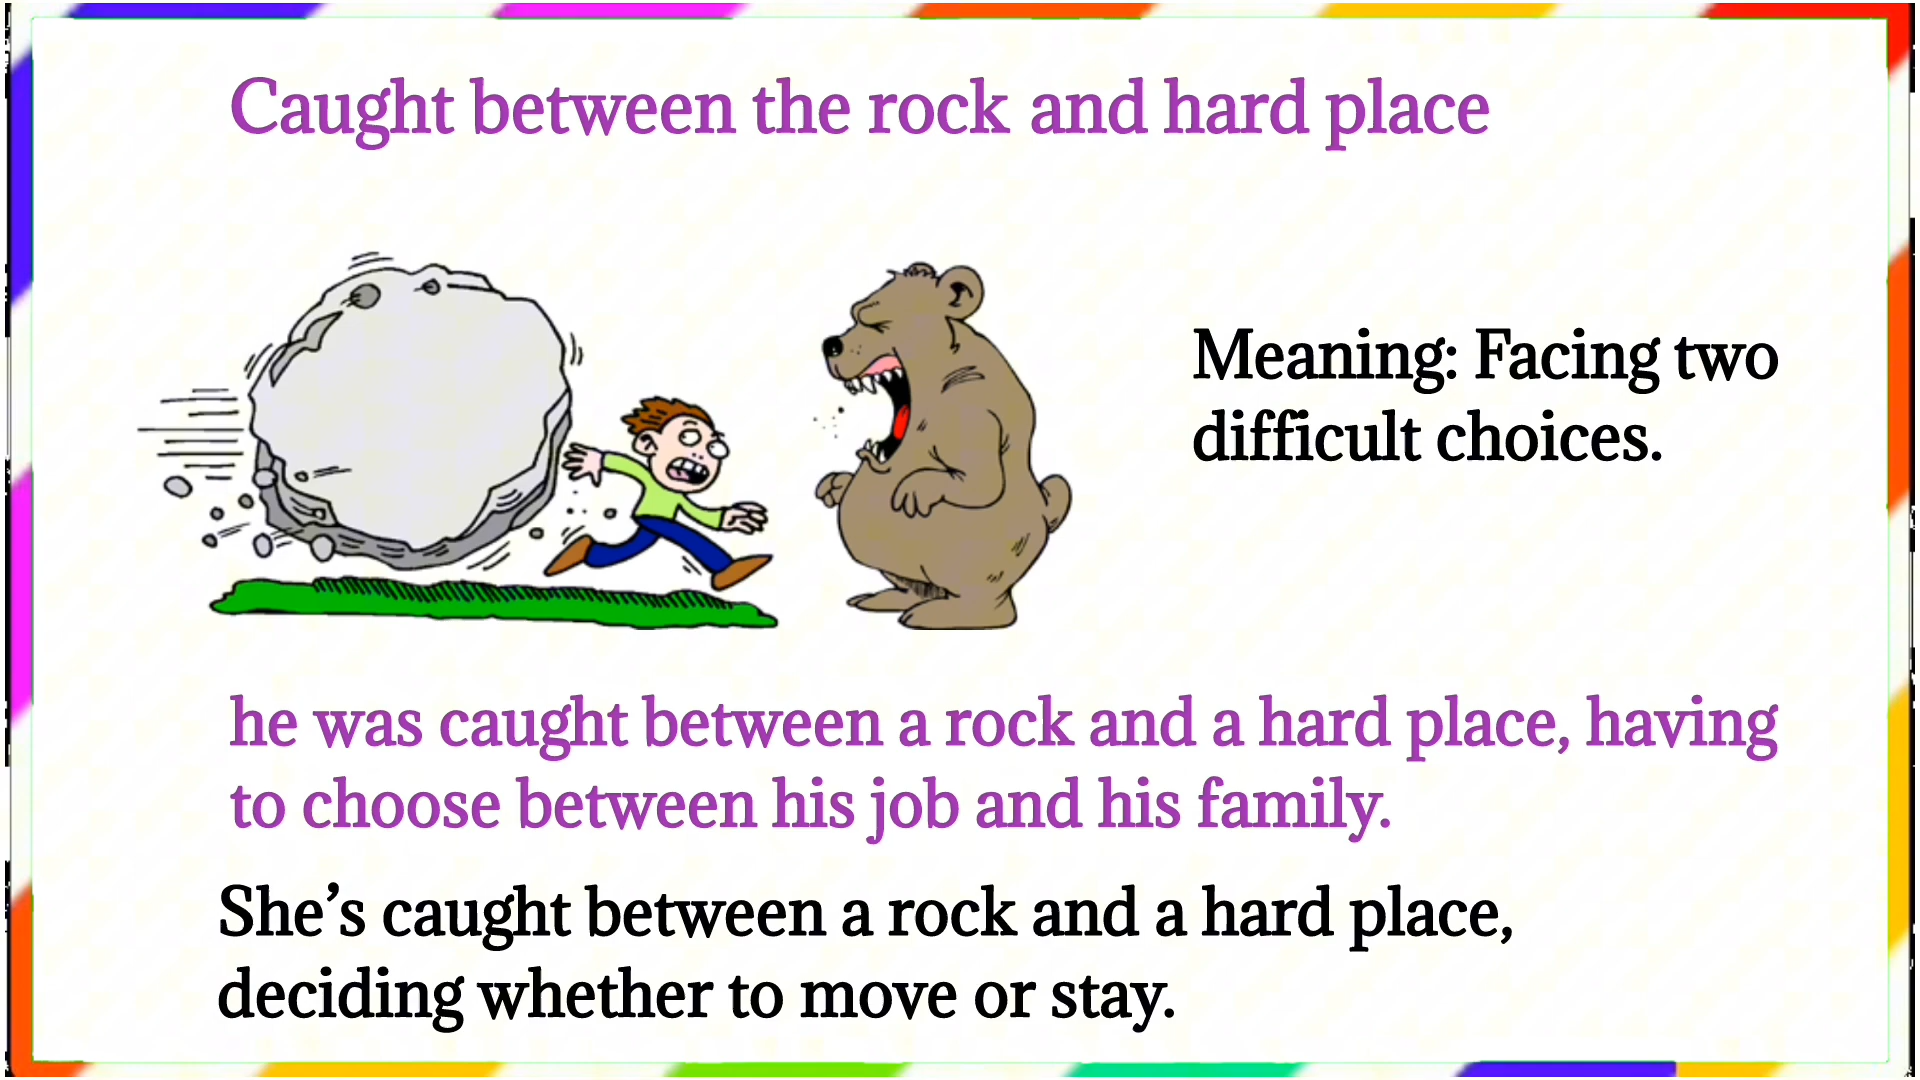 Caught between the rock and hard place
Meaning: Facing two
difficult choices.
he was caught between a rock and a hard place, having
to choose between his job and his family.
She’s caught between a rock and a hard place,
deciding whether to move or stay.